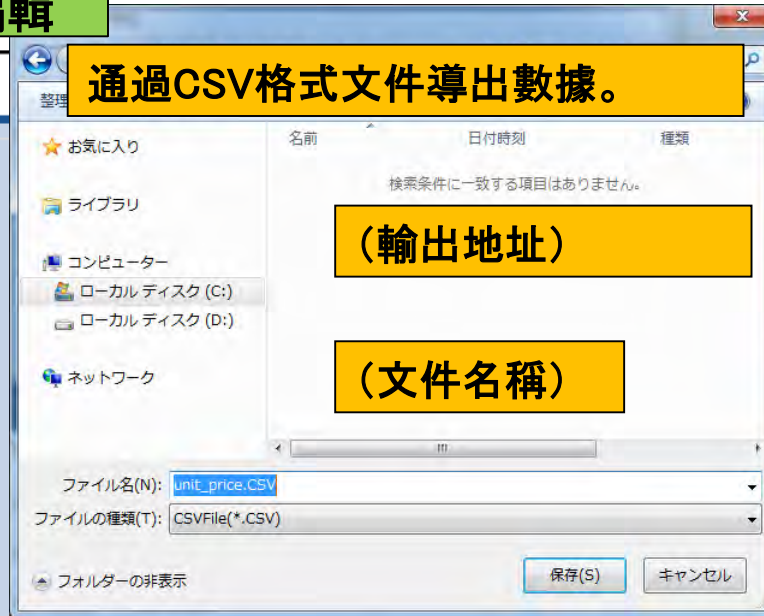 輯
通過CSV格式文件導出數據。
整理
名前 日付時刻 種類
お気に入り
検索条件に一致する項目はありません。
ライブラリ
(輸出地址)
コンピューター
ローカル ディスク (C:)
ローカル ディスク (D:)
ネットワーク
(文件名稱)
ファイル名(N): unit_price.CSV
ファイルの種類(T): CSVFile(*.CSV)
フォルダーの非表示
保存(S) キャンセル